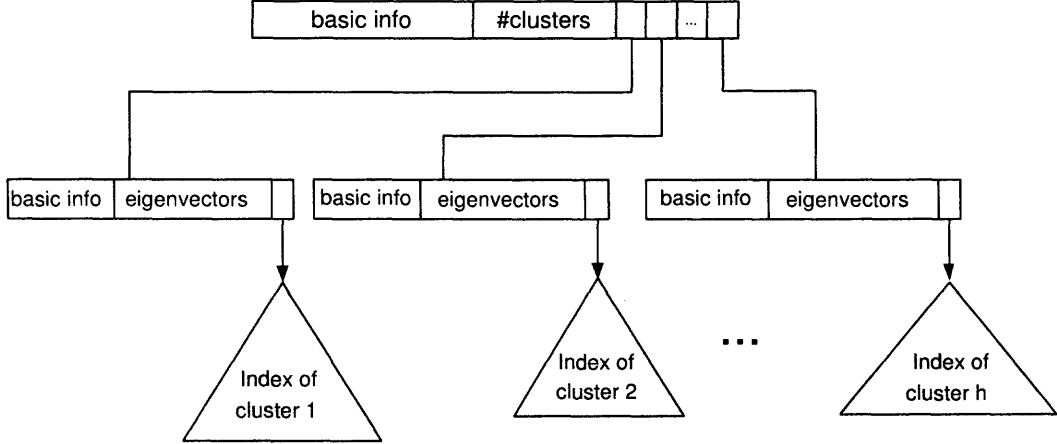 basic info #clusters ...
basic info eigenvectors basic info eigenvectors basic info eigenvectors
Index of
cluster 1
Index of
cluster 2
...
Index of
cluster h